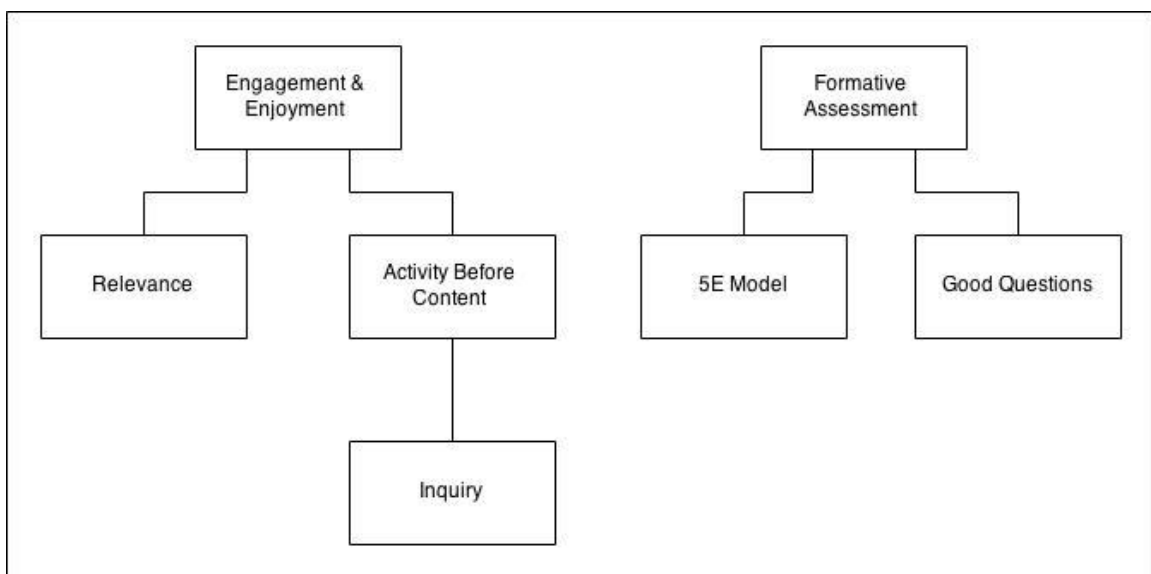 Engagement &
Enjoyment
Formative
Assessment
Relevance
Activity Before
Content
5E Model
Good Questions
Inquiry